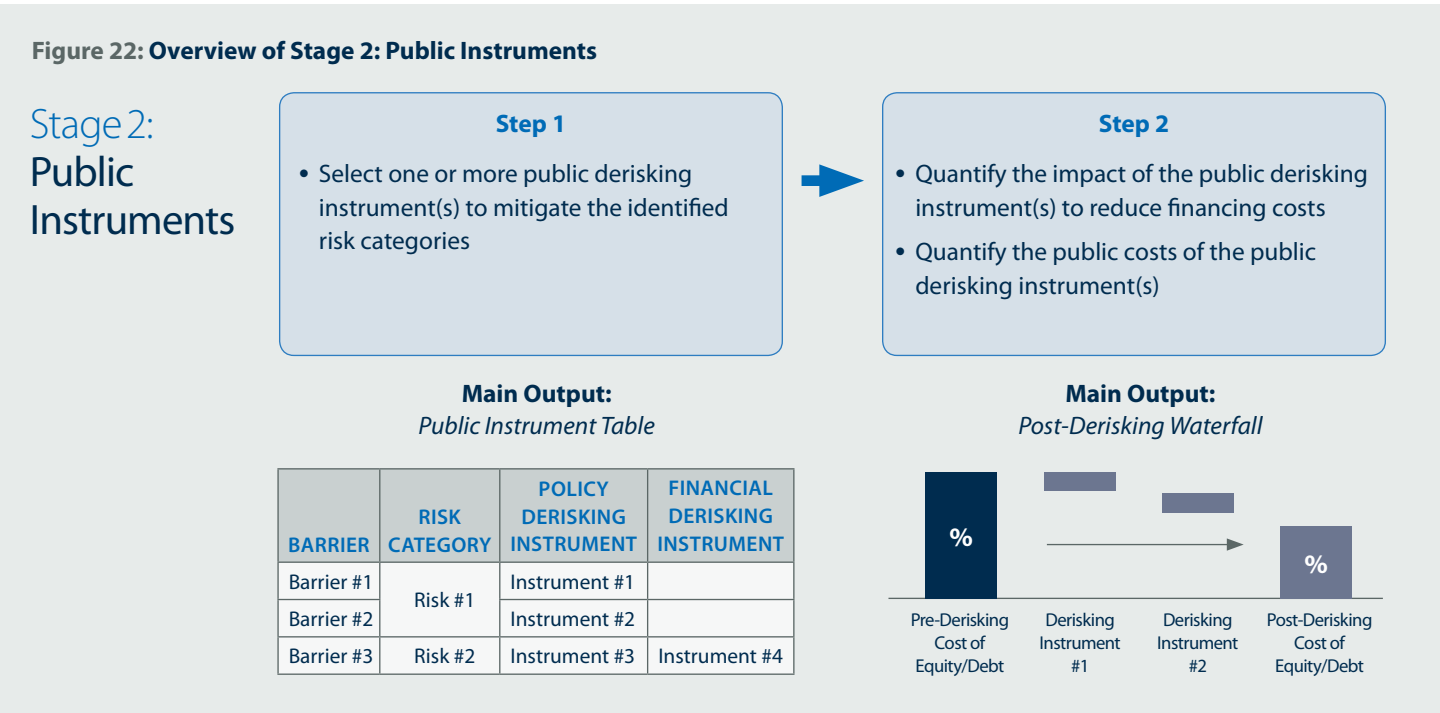 Figure 22: Overview of Stage 2: Public Instruments
Stage 2:
Public
Instruments
Step 1
• Select one or more public derisking
instrument(s) to mitigate the identified
risk categories
Step 2
• Quantify the impact of the public derisking
instrument(s) to reduce financing costs
• Quantify the public costs of the public
derisking instrument(s)
Main Output:
Public Instrument Table
BARRIER
RISK
CATEGORY
POLICY
DERISKING
INSTRUMENT
FINANCIAL
DERISKING
INSTRUMENT
Barrier #1
Risk #1
Instrument #1
Barrier #2
Instrument #2
Barrier #3
Risk #2
Instrument #3
Instrument #4
Main Output:
Post-Derisking Waterfall
%
%
Pre-Derisking
Cost of
Equity/Debt
Derisking
Instrument
#1
Derisking
Instrument
#2
Post-Derisking
Cost of
Equity/Debt